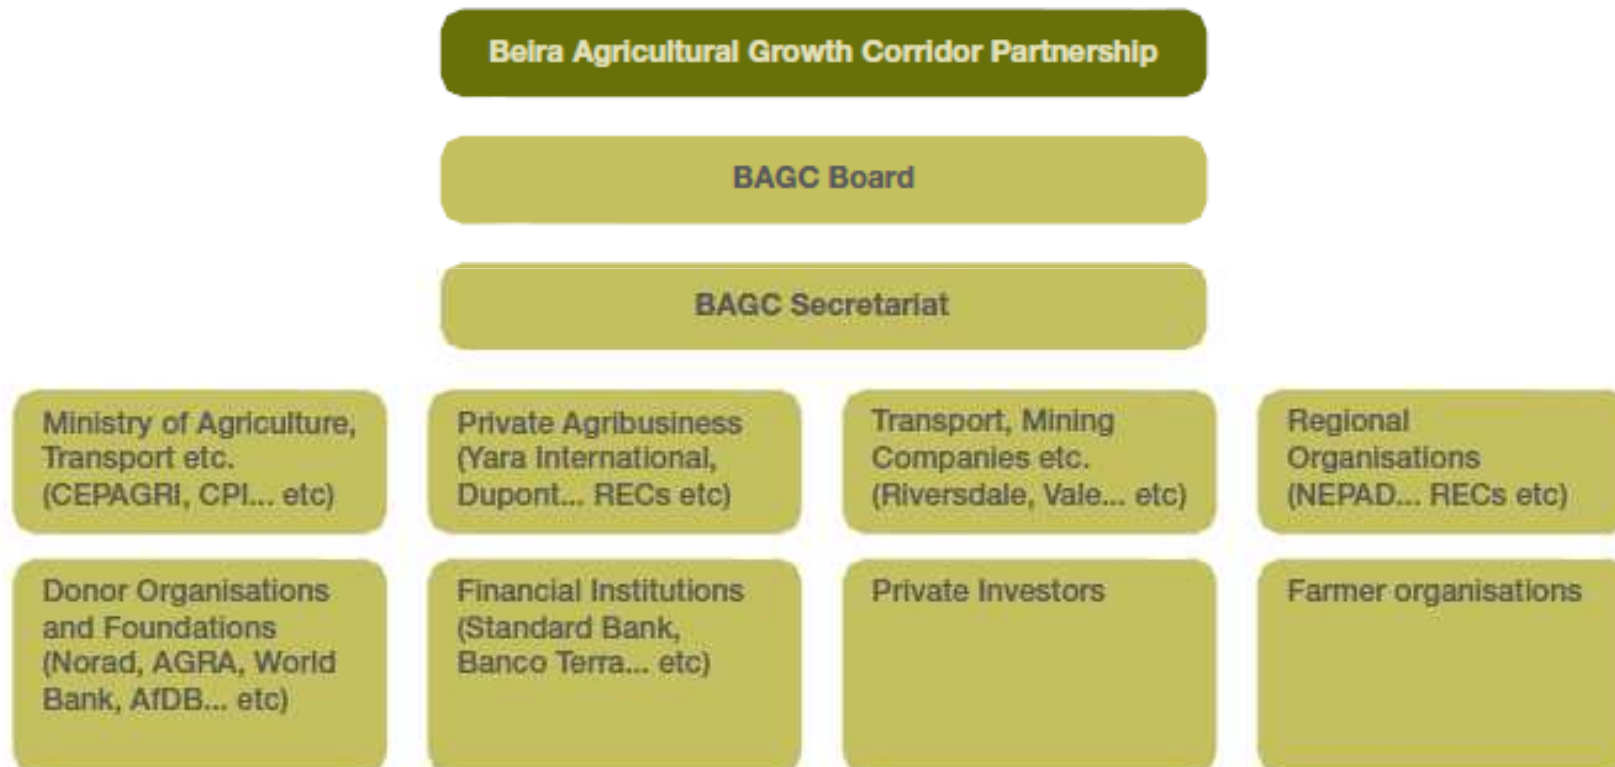 Beira Agricultural Growth Corridor Partnership
BAGC Board
BAGC Secretariat
Ministry of Agriculture,
Transport etc.
(CEPAGRI, CPI... etc)
Private Agribusiness
(Yara International,
Dupont... RECs etc)
Transport, Mining
Companies etc.
(Riversdale, Vale... etc)
Regional
Organisations
(NEPAD... RECs etc)
Donor Organisations
and Foundations
(Norad, AGRA, World
Bank, AfDB... etc)
Financial Institutions
(Standard Bank,
Banco Terra... etc)
Private Investors
Farmer organisations